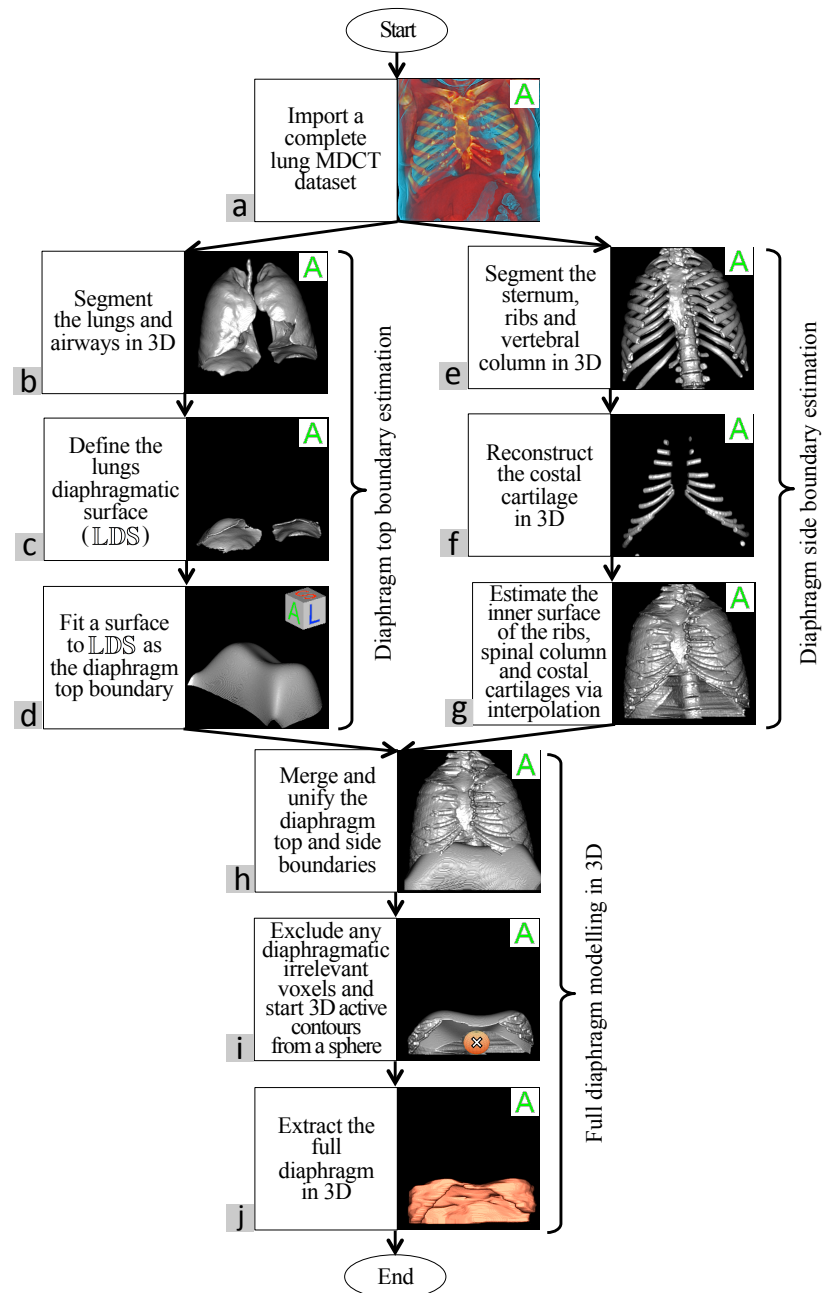 Start
Import a
complete
lung MDCT
dataset
a
A
Segment
the lungs and
airways in 3D
b
A
Define the
lungs
diaphragmatic
surface
(𝕃𝔻𝕊)
c
A
Fit a surface
to 𝕃𝔻𝕊 as
the diaphragm
top boundary
d
A L
Diaphragm top boundary estimation
Segment the
sternum,
ribs and
vertebral
column in 3D
e
A
Reconstruct
the costal
cartilage
in 3D
f
A
Estimate the
inner surface
of the ribs,
spinal column
and costal
cartilages via
interpolation
g
A
Diaphragm side boundary estimation
Merge and
unify the
diaphragm
top and side
boundaries
h
A
Exclude any
diaphragmatic
irrelevant
voxels and
start 3D active
contours
from a sphere
i
A
Extract the
full
diaphragm
in 3D
j
A
Full diaphragm modelling in 3D
End